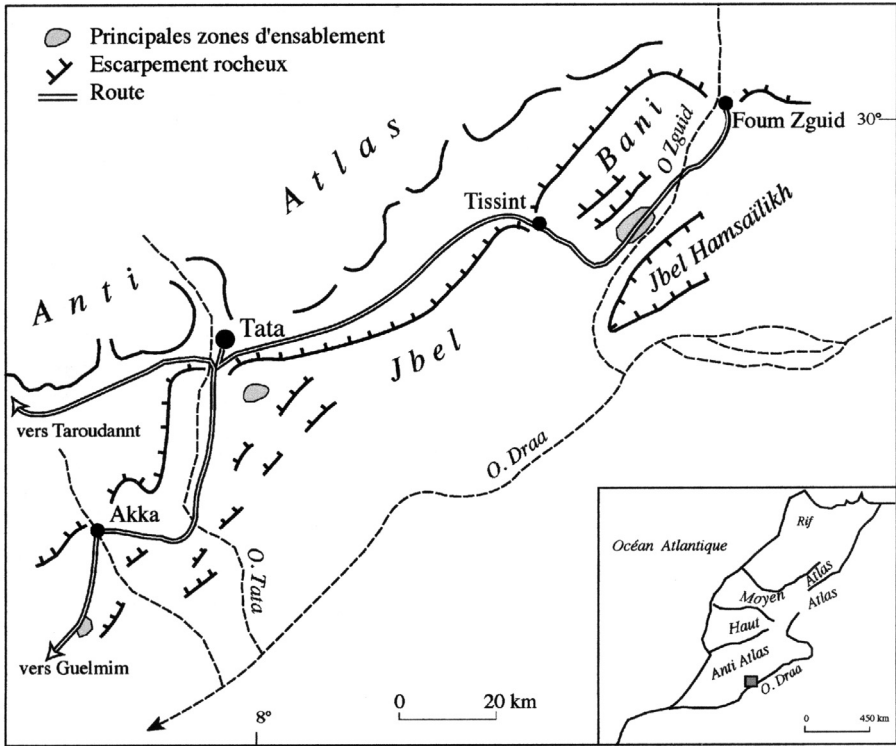 Principales zones d'ensablement
Escarpement rocheux
Route
Anti Atlas
Bani
O Zguid
Foum Zguid
30°
Tissint
Jbel Hamsaïlikh
Tata
Jbel
vers Taroudannt
O. Draa
Akka
O. Tata
vers Guelmim
0 20 km
8°
Océan Atlantique
Rif
Moyen Atlas
Haut Atlas
Anti Atlas
O. Draa
0 450 km